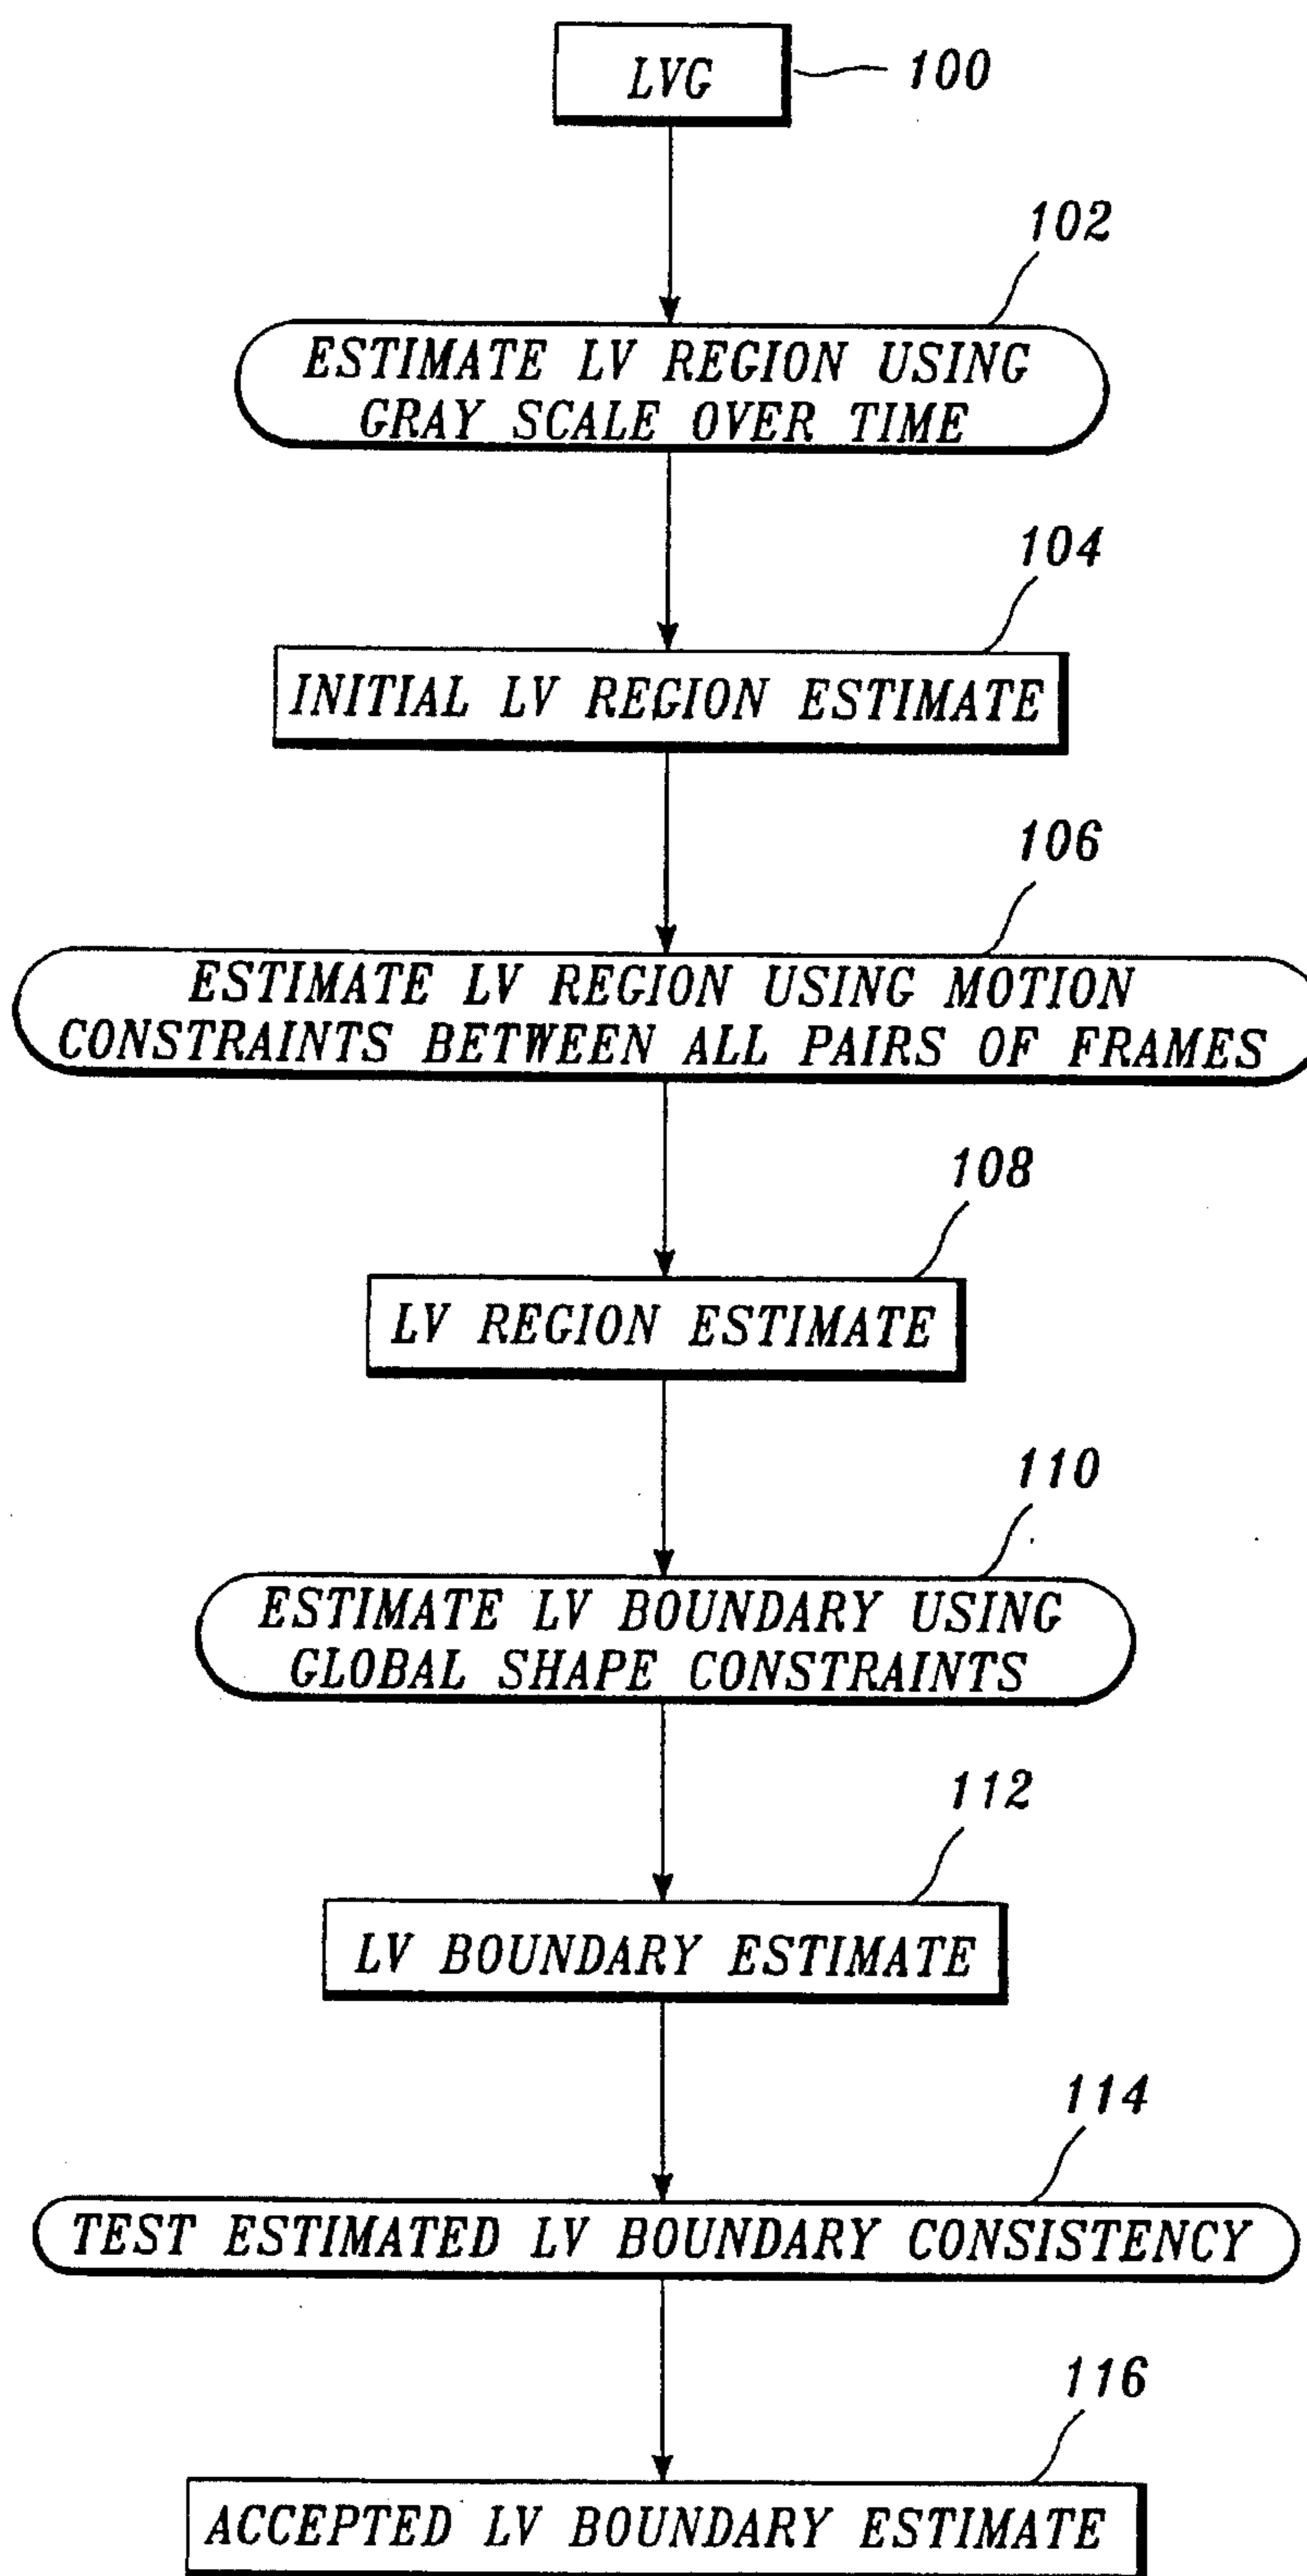 LVG
100
102
ESTIMATE LV REGION USING
GRAY SCALE OVER TIME
104
INITIAL LV REGION ESTIMATE
106
ESTIMATE LV REGION USING MOTION
CONSTRAINTS BETWEEN ALL PAIRS OF FRAMES
108
LV REGION ESTIMATE
110
ESTIMATE LV BOUNDARY USING
GLOBAL SHAPE CONSTRAINTS
112
LV BOUNDARY ESTIMATE
114
TEST ESTIMATED LV BOUNDARY CONSISTENCY
116
ACCEPTED LV BOUNDARY ESTIMATE